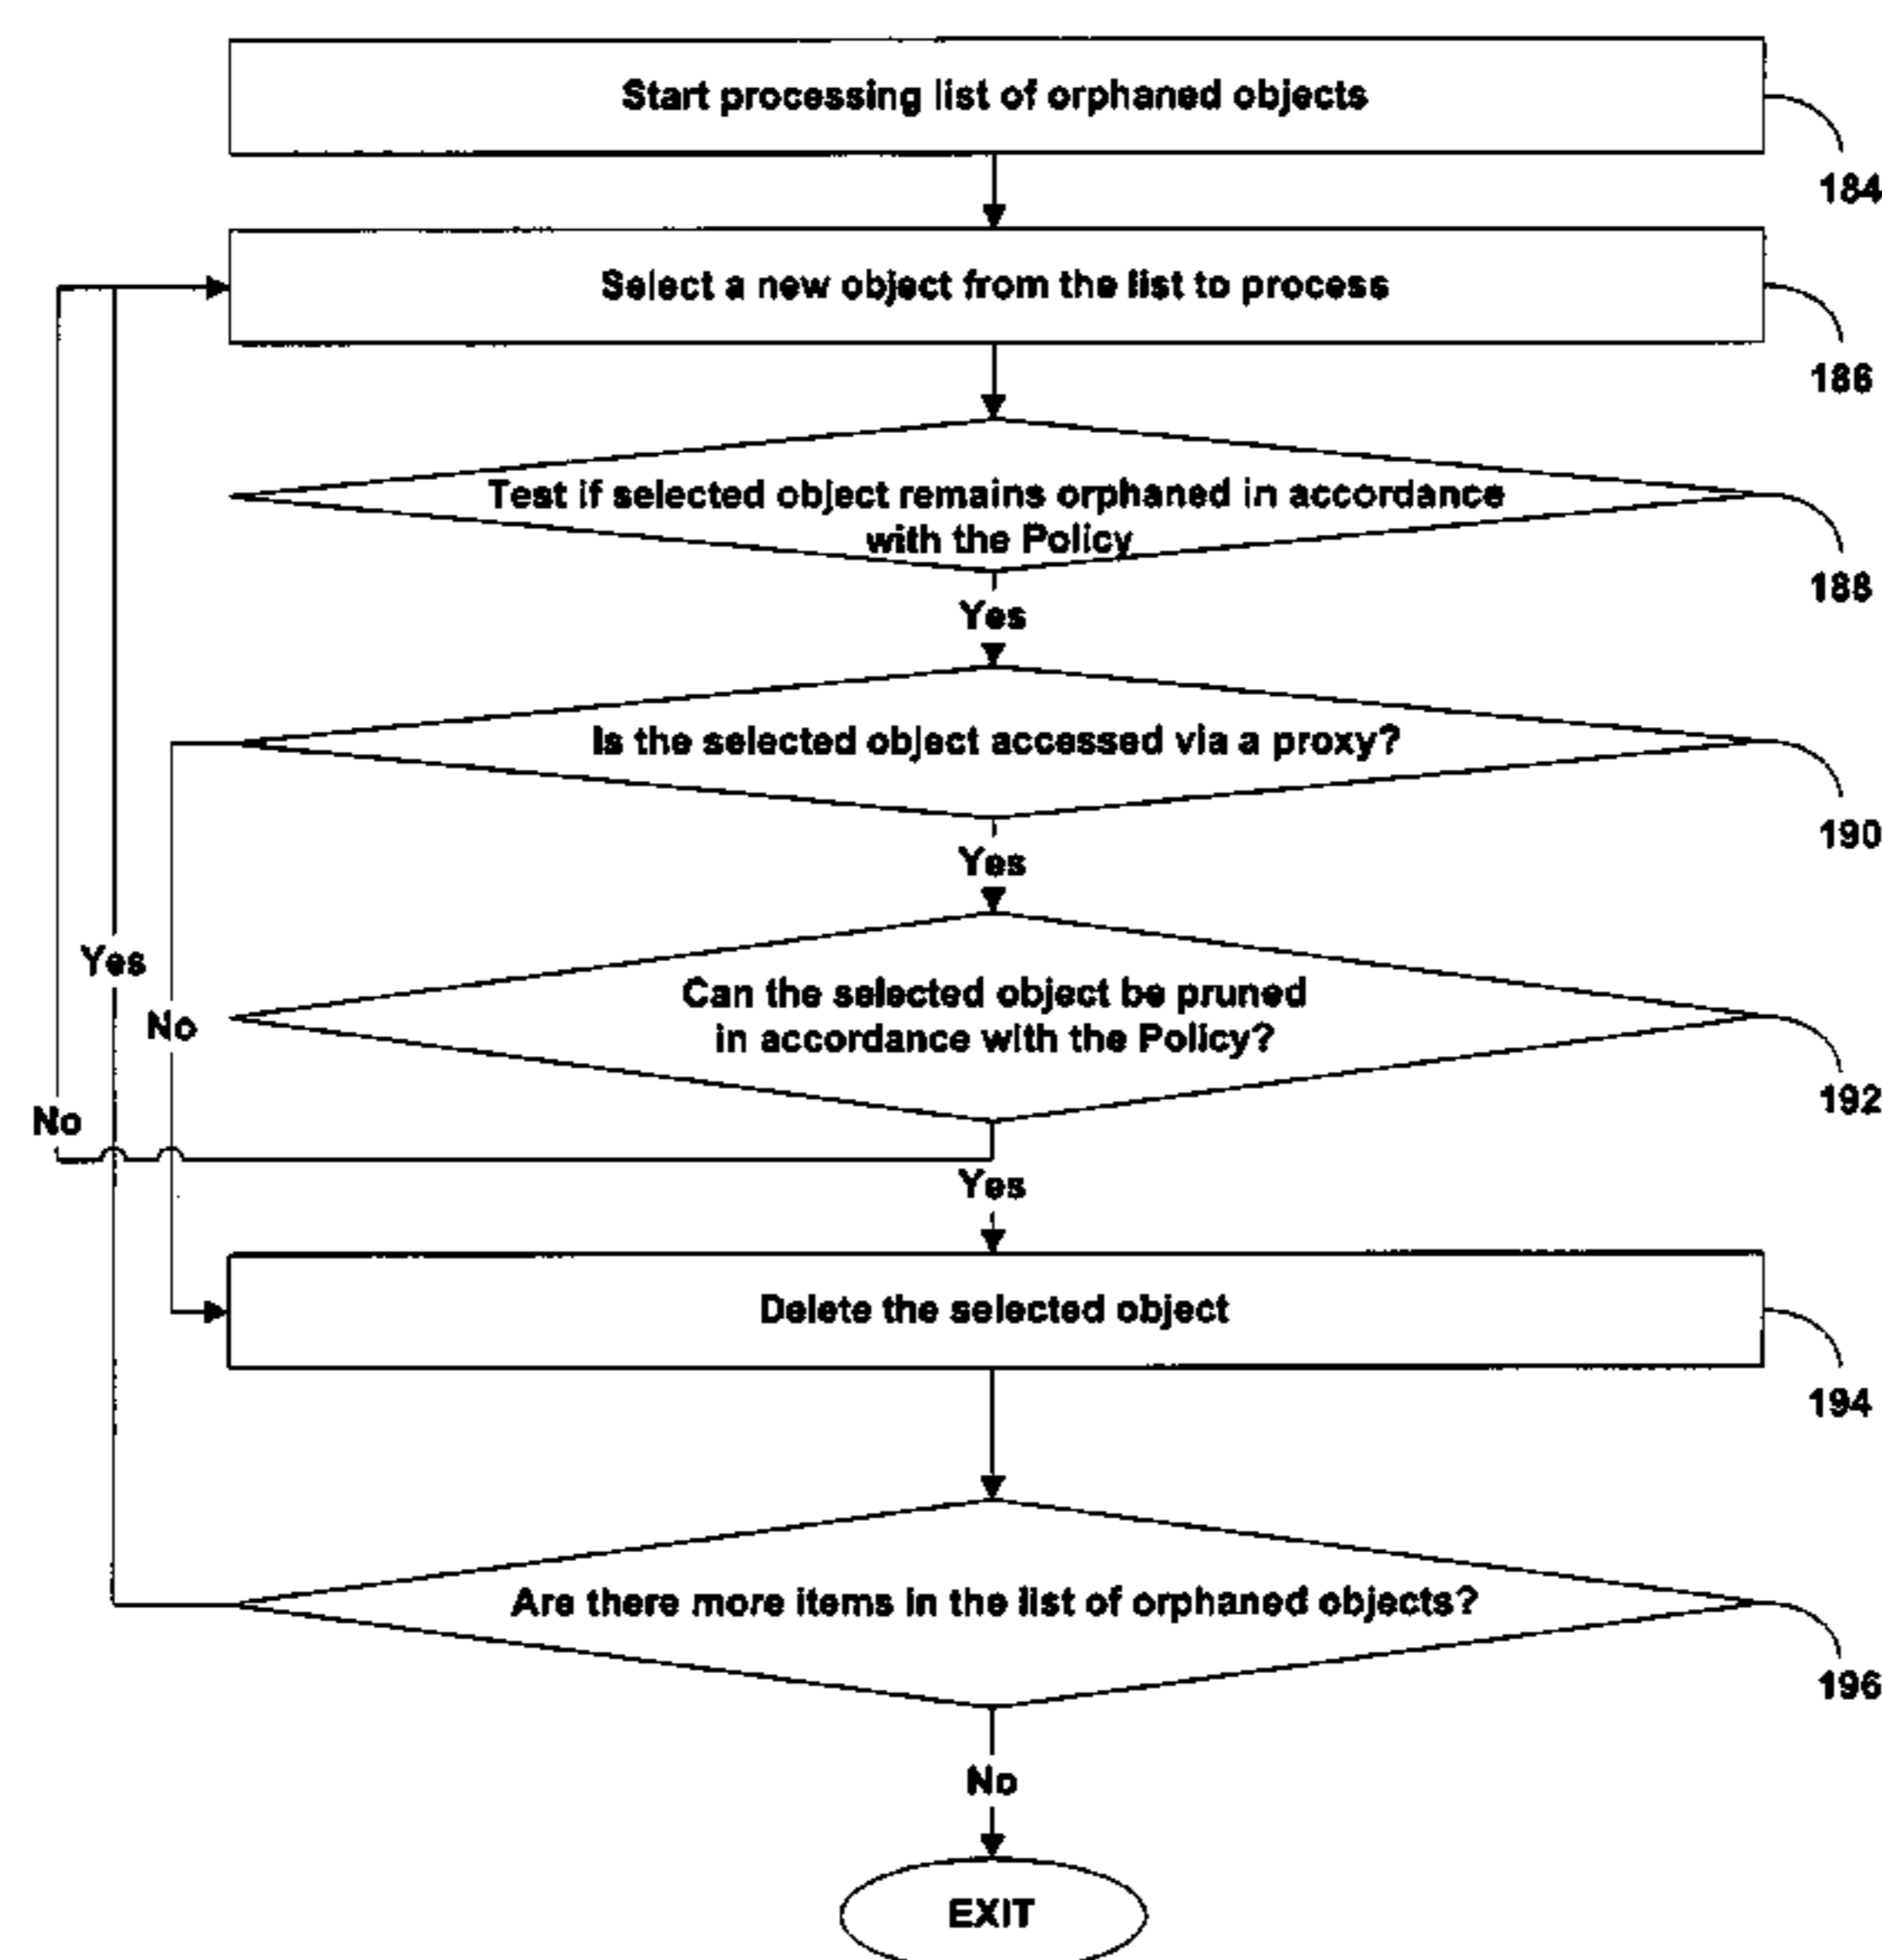 Start processing list of orphaned objects
184
Select a new object from the list to process
186
Test if selected object remains orphaned in accordance
with the Policy
188
Yes
Is the selected object accessed via a proxy?
190
Yes
Can the selected object be pruned
in accordance with the Policy?
192
Yes
No
No
Yes
Delete the selected object
194
Are there more items in the list of orphaned objects?
196
No
EXIT